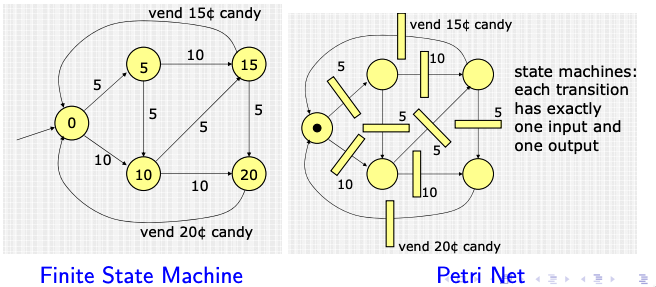 vend 15¢ candy
5
10
15
5
5
5
5
0
10
10
10
20
vend 20¢ candy
Finite State Machine
vend 15¢ candy
5
10
5
5
5
10
10
vend 20¢ candy
state machines:
each transition
has exactly
one input and
one output
Petri Net